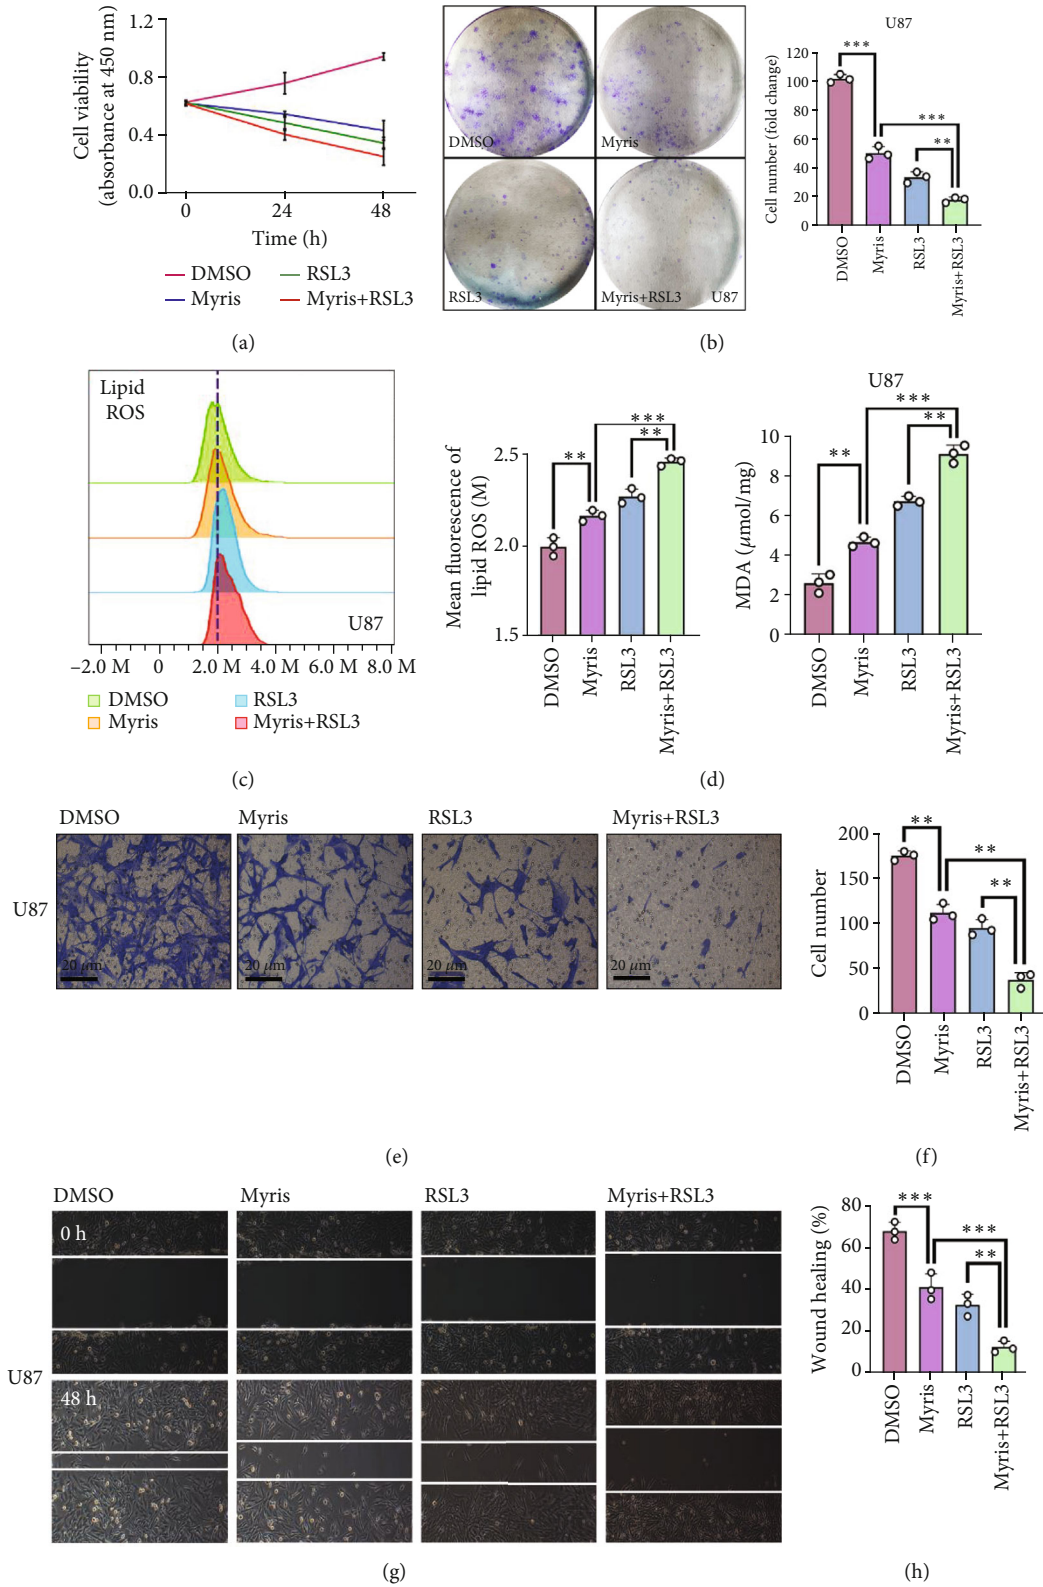 1.2
0.8
0.4
0.0
Cell viability
(absorbance at 450 nm)
0
24
48
Time (h)
DMSO
RSL3
Myris
Myris+RSL3
(a)
DMSO
Myris
RSL3
Myris+RSL3
U87
U87
120
100
80
60
40
20
0
Cell number (fold change)
***
***
**
DMSO
Myris
RSL3
Myris+RSL3
(b)
Lipid
ROS
U87
−2.0 M
0
2.0 M
4.0 M
6.0 M
8.0 M
DMSO
RSL3
Myris
Myris+RSL3
(c)
2.5
2.0
1.5
Mean fluorescence of
lipid ROS (M)
**
***
**
DMSO
Myris
RSL3
Myris+RSL3
U87
10
8
6
4
2
0
MDA (μmol/mg)
**
***
**
DMSO
Myris
RSL3
Myris+RSL3
(d)
DMSO
Myris
RSL3
Myris+RSL3
U87
20 μm
20 μm
20 μm
20 μm
(e)
200
150
100
50
0
Cell number
**
**
**
DMSO
Myris
RSL3
Myris+RSL3
(f)
DMSO
Myris
RSL3
Myris+RSL3
0 h
U87
48 h
(g)
80
60
40
20
0
Wound healing (%)
***
***
**
DMSO
Myris
RSL3
Myris+RSL3
(h)